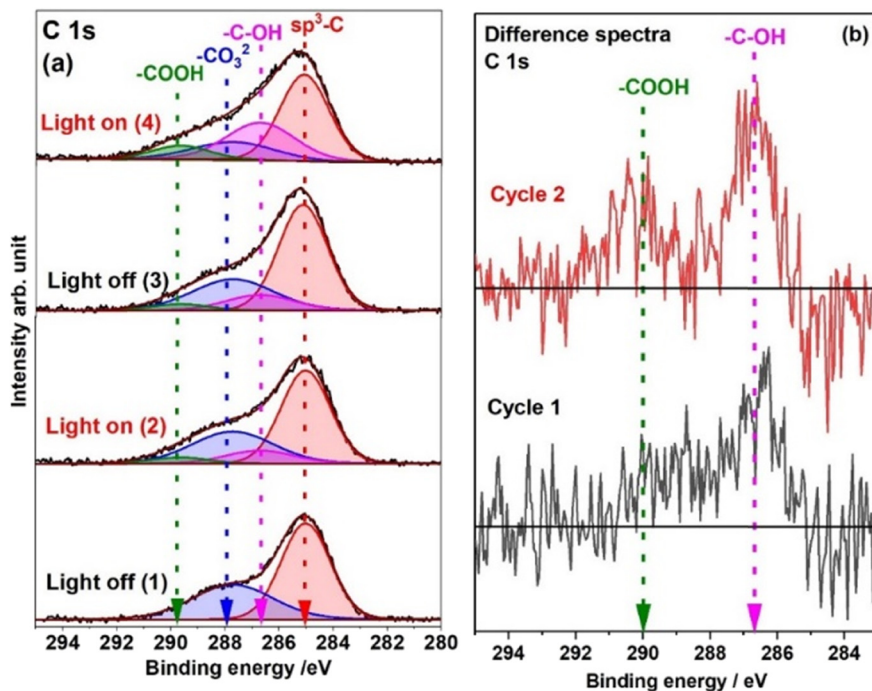 C 1s
(a)
sp³-C
-C-OH
-CO₃²
-COOH
Light on (4)
Light off (3)
Light on (2)
Light off (1)
Intensity arb. unit
294 292 290 288 286 284 282 280
Binding energy /eV
Difference spectra
C 1s
(b)
-C-OH
-COOH
Cycle 2
Cycle 1
294 292 290 288 286 284
Binding energy / eV